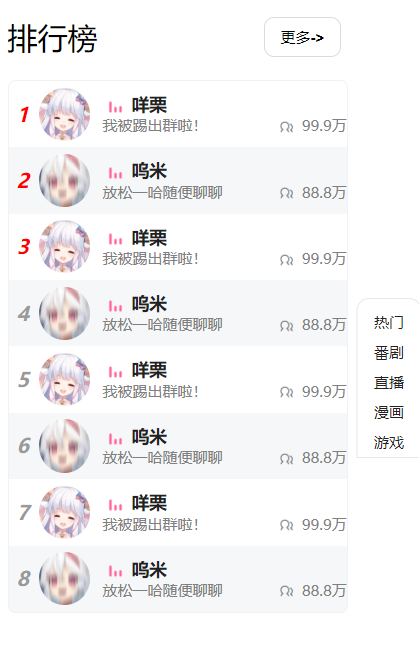 排行榜
更多->
1
咩栗
我被踢出群啦！
99.9万
2
呜米
放松一哈随便聊聊
88.8万
3
咩栗
我被踢出群啦！
99.9万
4
呜米
放松一哈随便聊聊
88.8万
5
咩栗
我被踢出群啦！
99.9万
6
呜米
放松一哈随便聊聊
88.8万
7
咩栗
我被踢出群啦！
99.9万
8
呜米
放松一哈随便聊聊
88.8万
热门
番剧
直播
漫画
游戏